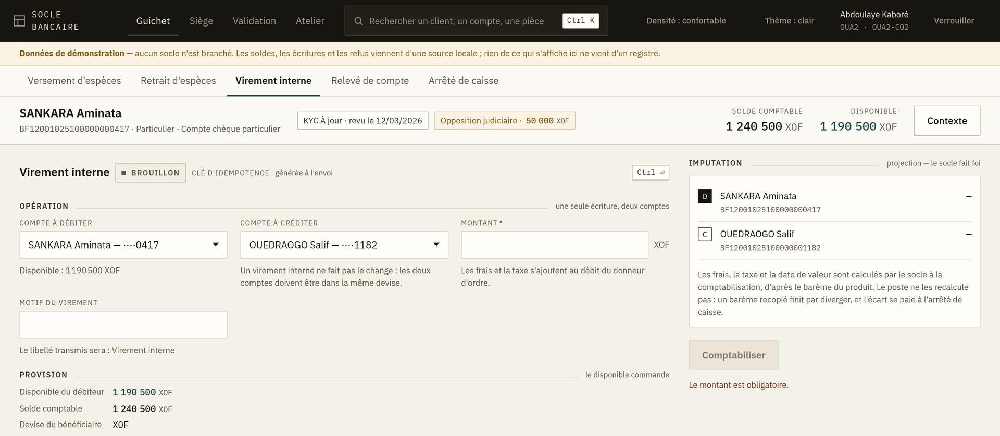 SOCLE
BANCAIRE
Guichet
Siège
Validation
Atelier
Rechercher un client, un compte, une pièce
Ctrl K
Densité : confortable
Thème : clair
Abdoulaye Kaboré
OUA2 · OUA2-C02
Verrouiller
Données de démonstration — aucun socle n'est branché. Les soldes, les écritures et les refus viennent d'une source locale ; rien de ce qui s'affiche ici ne vient d'un registre.
Versement d'espèces
Retrait d'espèces
Virement interne
Relevé de compte
Arrêté de caisse
SANKARA Aminata
BF12001025100000000417 · Particulier · Compte chèque particulier
KYC À jour · revu le 12/03/2026
Opposition judiciaire · 50 000 XOF
SOLDE COMPTABLE
1 240 500 XOF
DISPONIBLE
1 190 500 XOF
Contexte
Virement interne
BROUILLON
CLÉ D'IDEMPOTENCE générée à l'envoi
Ctrl ⏎
OPÉRATION
une seule écriture, deux comptes
COMPTE À DÉBITER
SANKARA Aminata — ····0417
Disponible : 1 190 500 XOF
COMPTE À CRÉDITER
OUEDRAOGO Salif — ····1182
Un virement interne ne fait pas le change : les deux
comptes doivent être dans la même devise.
MONTANT *
XOF
Les frais et la taxe s'ajoutent au débit du donneur
d'ordre.
MOTIF DU VIREMENT
Le libellé transmis sera : Virement interne
PROVISION
le disponible commande
Disponible du débiteur 1 190 500 XOF
Solde comptable 1 240 500 XOF
Devise du bénéficiaire XOF
IMPUTATION
projection — le socle fait foi
D SANKARA Aminata –
BF12001025100000000417
C OUEDRAOGO Salif –
BF12001025100000001182
Les frais, la taxe et la date de valeur sont calculés par le socle à la
comptabilisation, d'après le barème du produit. Le poste ne les recalcule
pas : un barème recopié finit par diverger, et l'écart se paie à l'arrêté de
caisse.
Comptabiliser
Le montant est obligatoire.